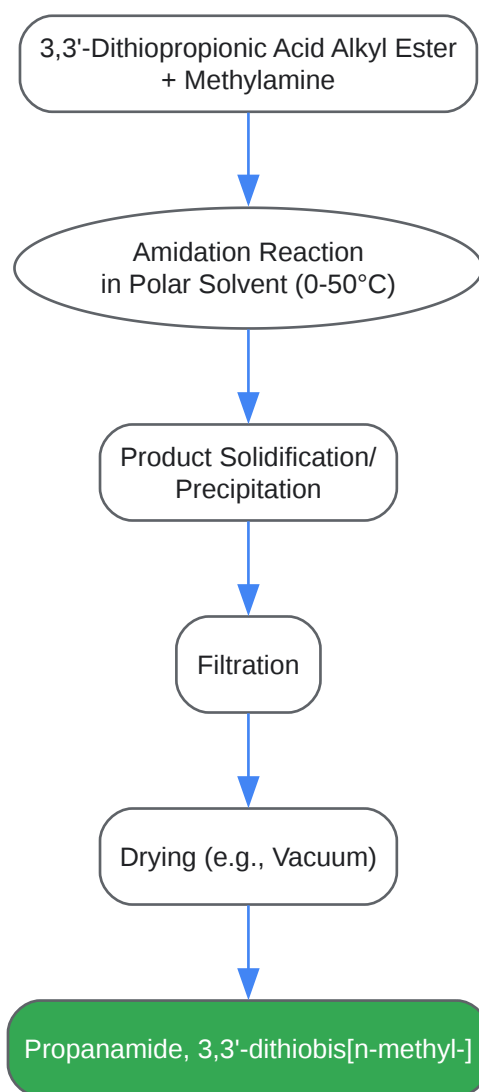 3,3'-Dithiopropionic Acid Alkyl Ester
+ Methylamine
Amidation Reaction
in Polar Solvent (0-50°C)
Product Solidification/
Precipitation
Filtration
Drying (e.g., Vacuum)
Propanamide, 3,3'-dithiobis[n-methyl-]